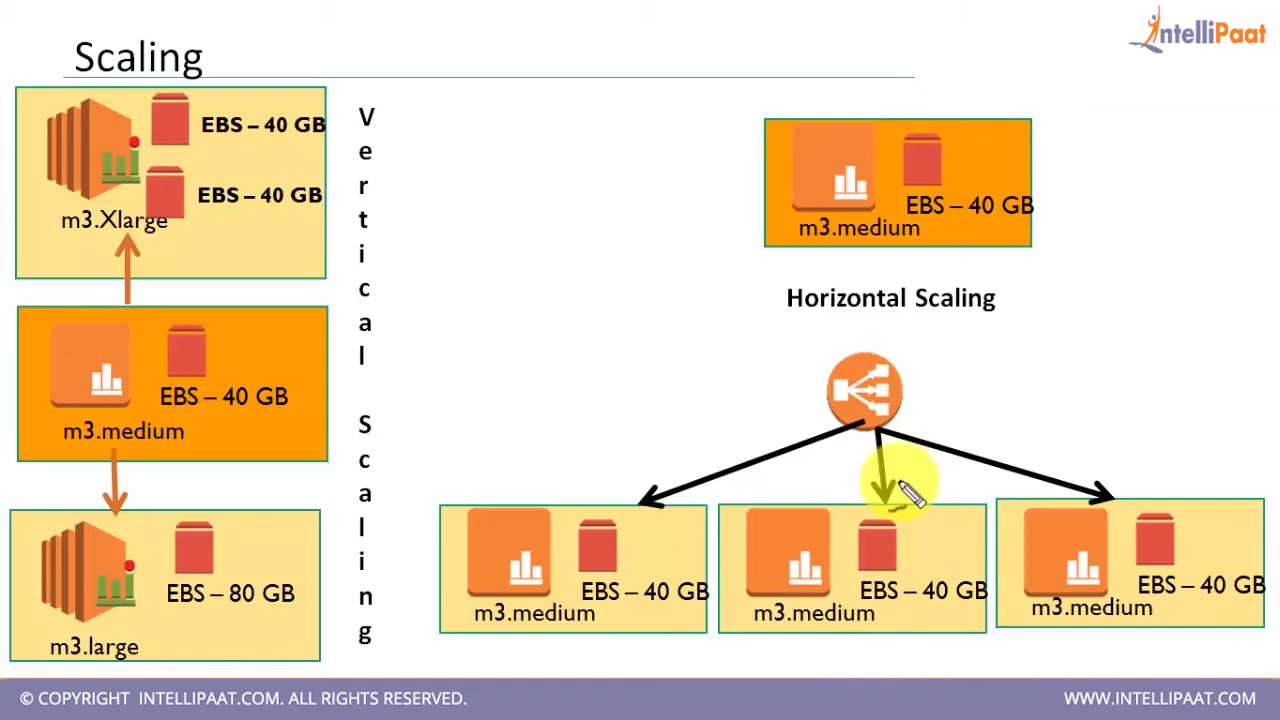 Scaling
IntelliPaat
EBS – 40 GB
EBS – 40 GB
m3.Xlarge
EBS – 40 GB
m3.medium
EBS – 80 GB
m3.large
Vertical Scaling
EBS – 40 GB
m3.medium
Horizontal Scaling
EBS – 40 GB
m3.medium
EBS – 40 GB
m3.medium
EBS – 40 GB
m3.medium
© COPYRIGHT INTELLIPAAT.COM. ALL RIGHTS RESERVED.
WWW.INTELLIPAAT.COM